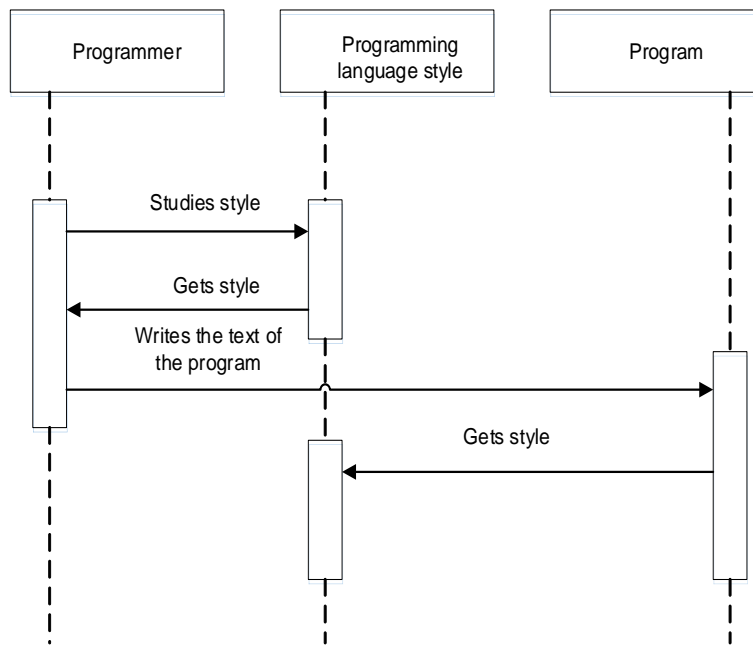 Programmer
Programming
language style
Program
Studies style
Gets style
Writes the text of
the program
Gets style